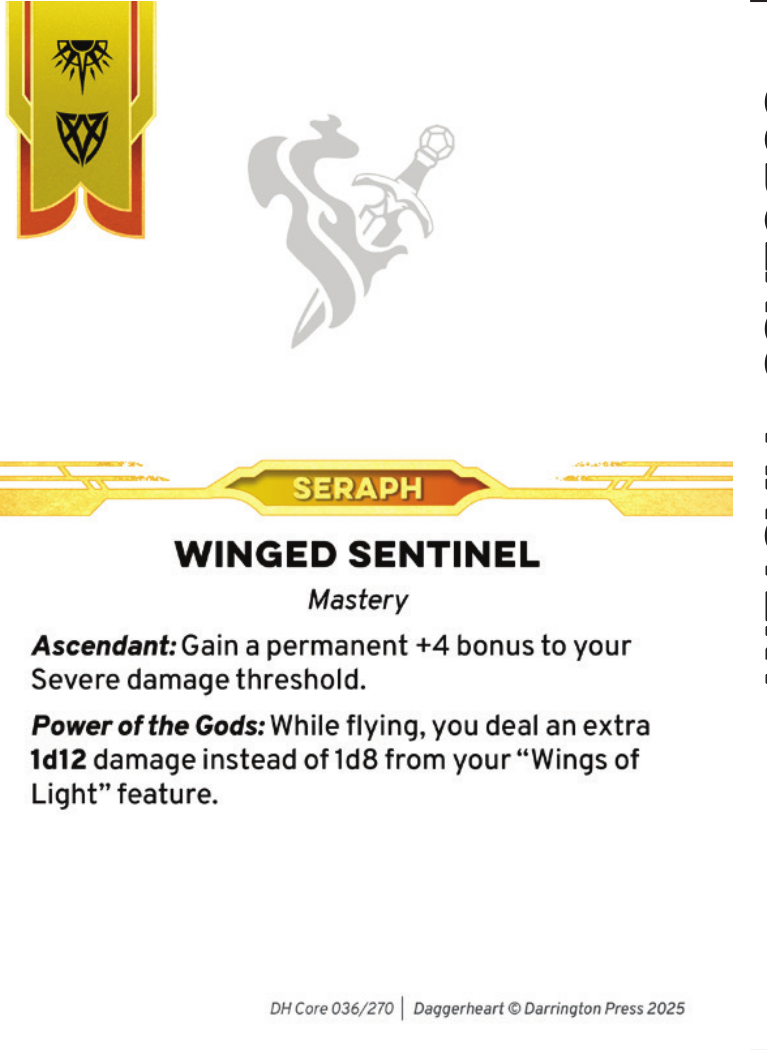 SERAPH
WINGED SENTINEL
Mastery
Ascendant: Gain a permanent +4 bonus to your
Severe damage threshold.
Power of the Gods: While flying, you deal an extra
1d12 damage instead of 1d8 from your “Wings of
Light” feature.
DH Core 036/270 | Daggerheart © Darrington Press 2025